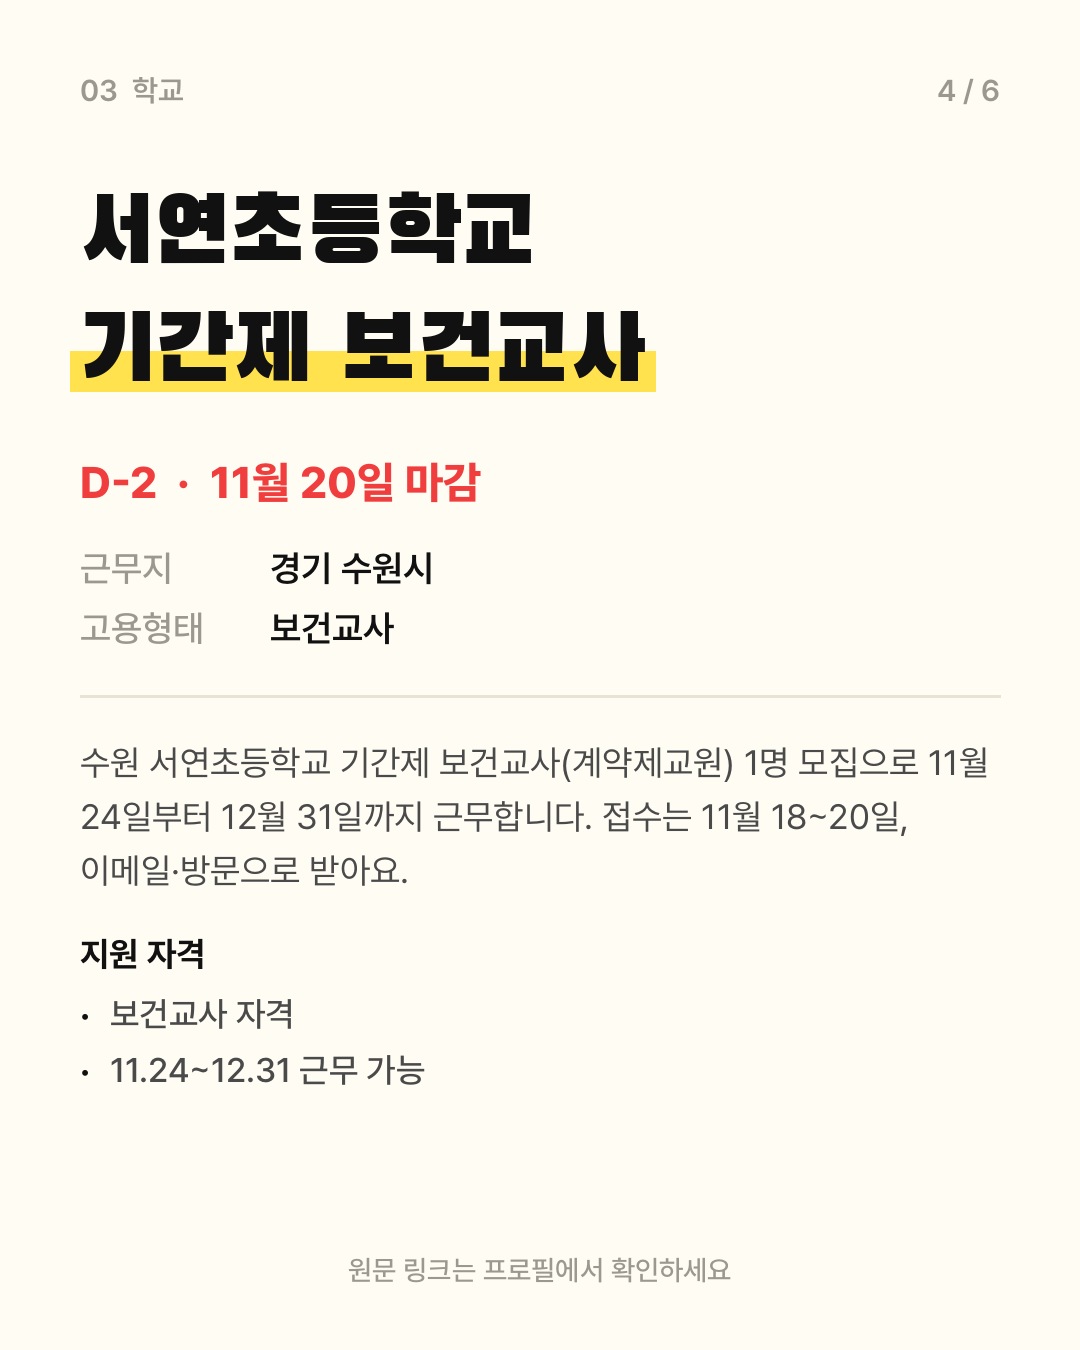 03 학교
4 / 6
서연초등학교
기간제 보건교사
D-2 · 11월 20일 마감
근무지 경기 수원시
고용형태 보건교사
수원 서연초등학교 기간제 보건교사(계약제교원) 1명 모집으로 11월
24일부터 12월 31일까지 근무합니다. 접수는 11월 18~20일,
이메일·방문으로 받아요.
지원 자격
• 보건교사 자격
• 11.24~12.31 근무 가능
원문 링크는 프로필에서 확인하세요